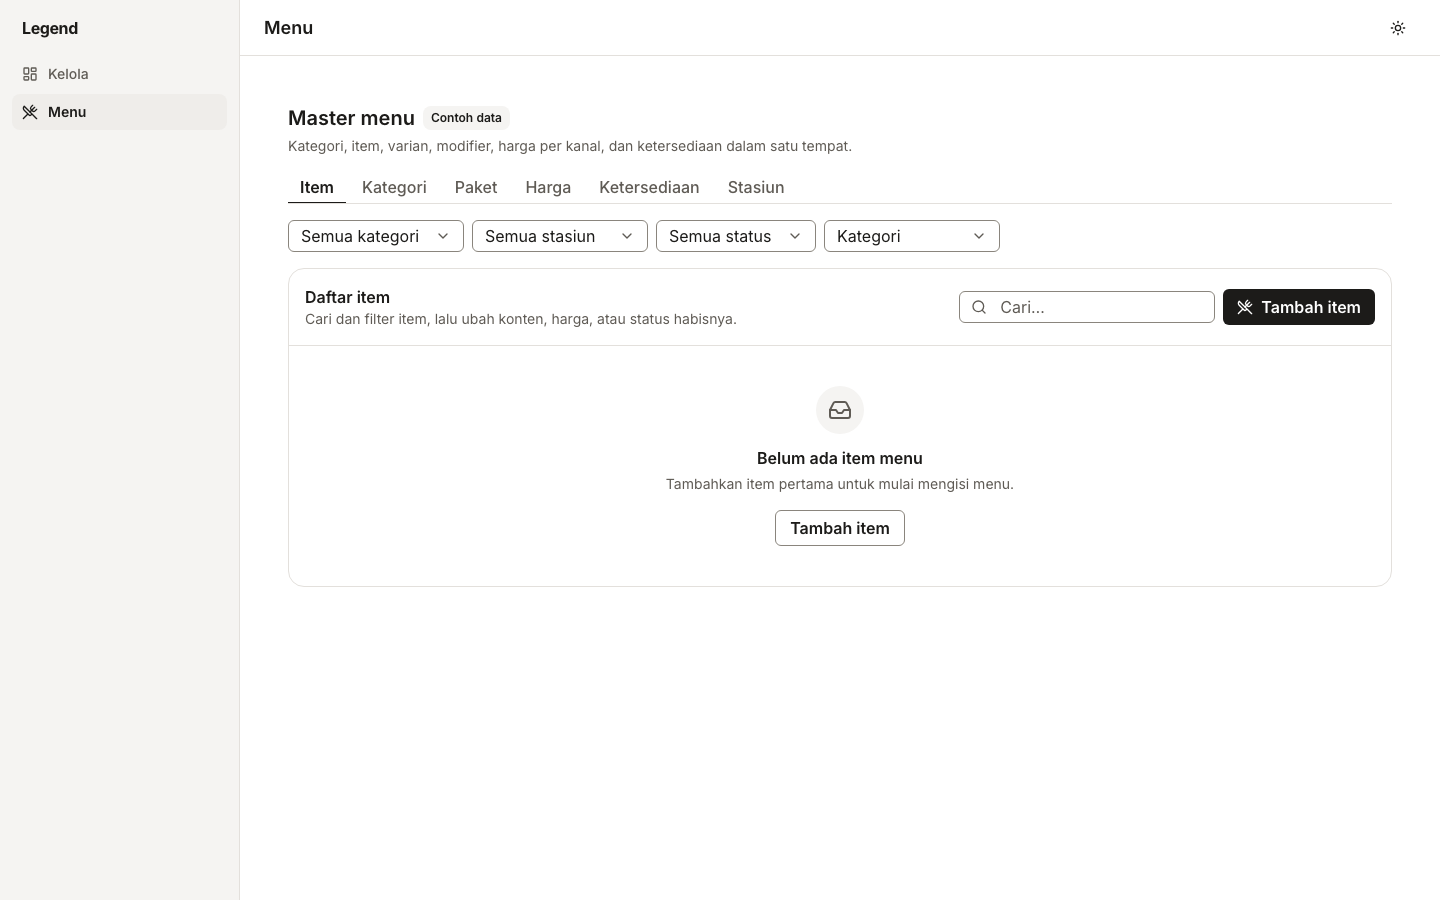 Legend
Kelola
Menu
Menu
Master menu
Contoh data
Kategori, item, varian, modifier, harga per kanal, dan ketersediaan dalam satu tempat.
Item
Kategori
Paket
Harga
Ketersediaan
Stasiun
Semua kategori
Semua stasiun
Semua status
Kategori
Daftar item
Cari dan filter item, lalu ubah konten, harga, atau status habisnya.
Cari...
Tambah item
Belum ada item menu
Tambahkan item pertama untuk mulai mengisi menu.
Tambah item